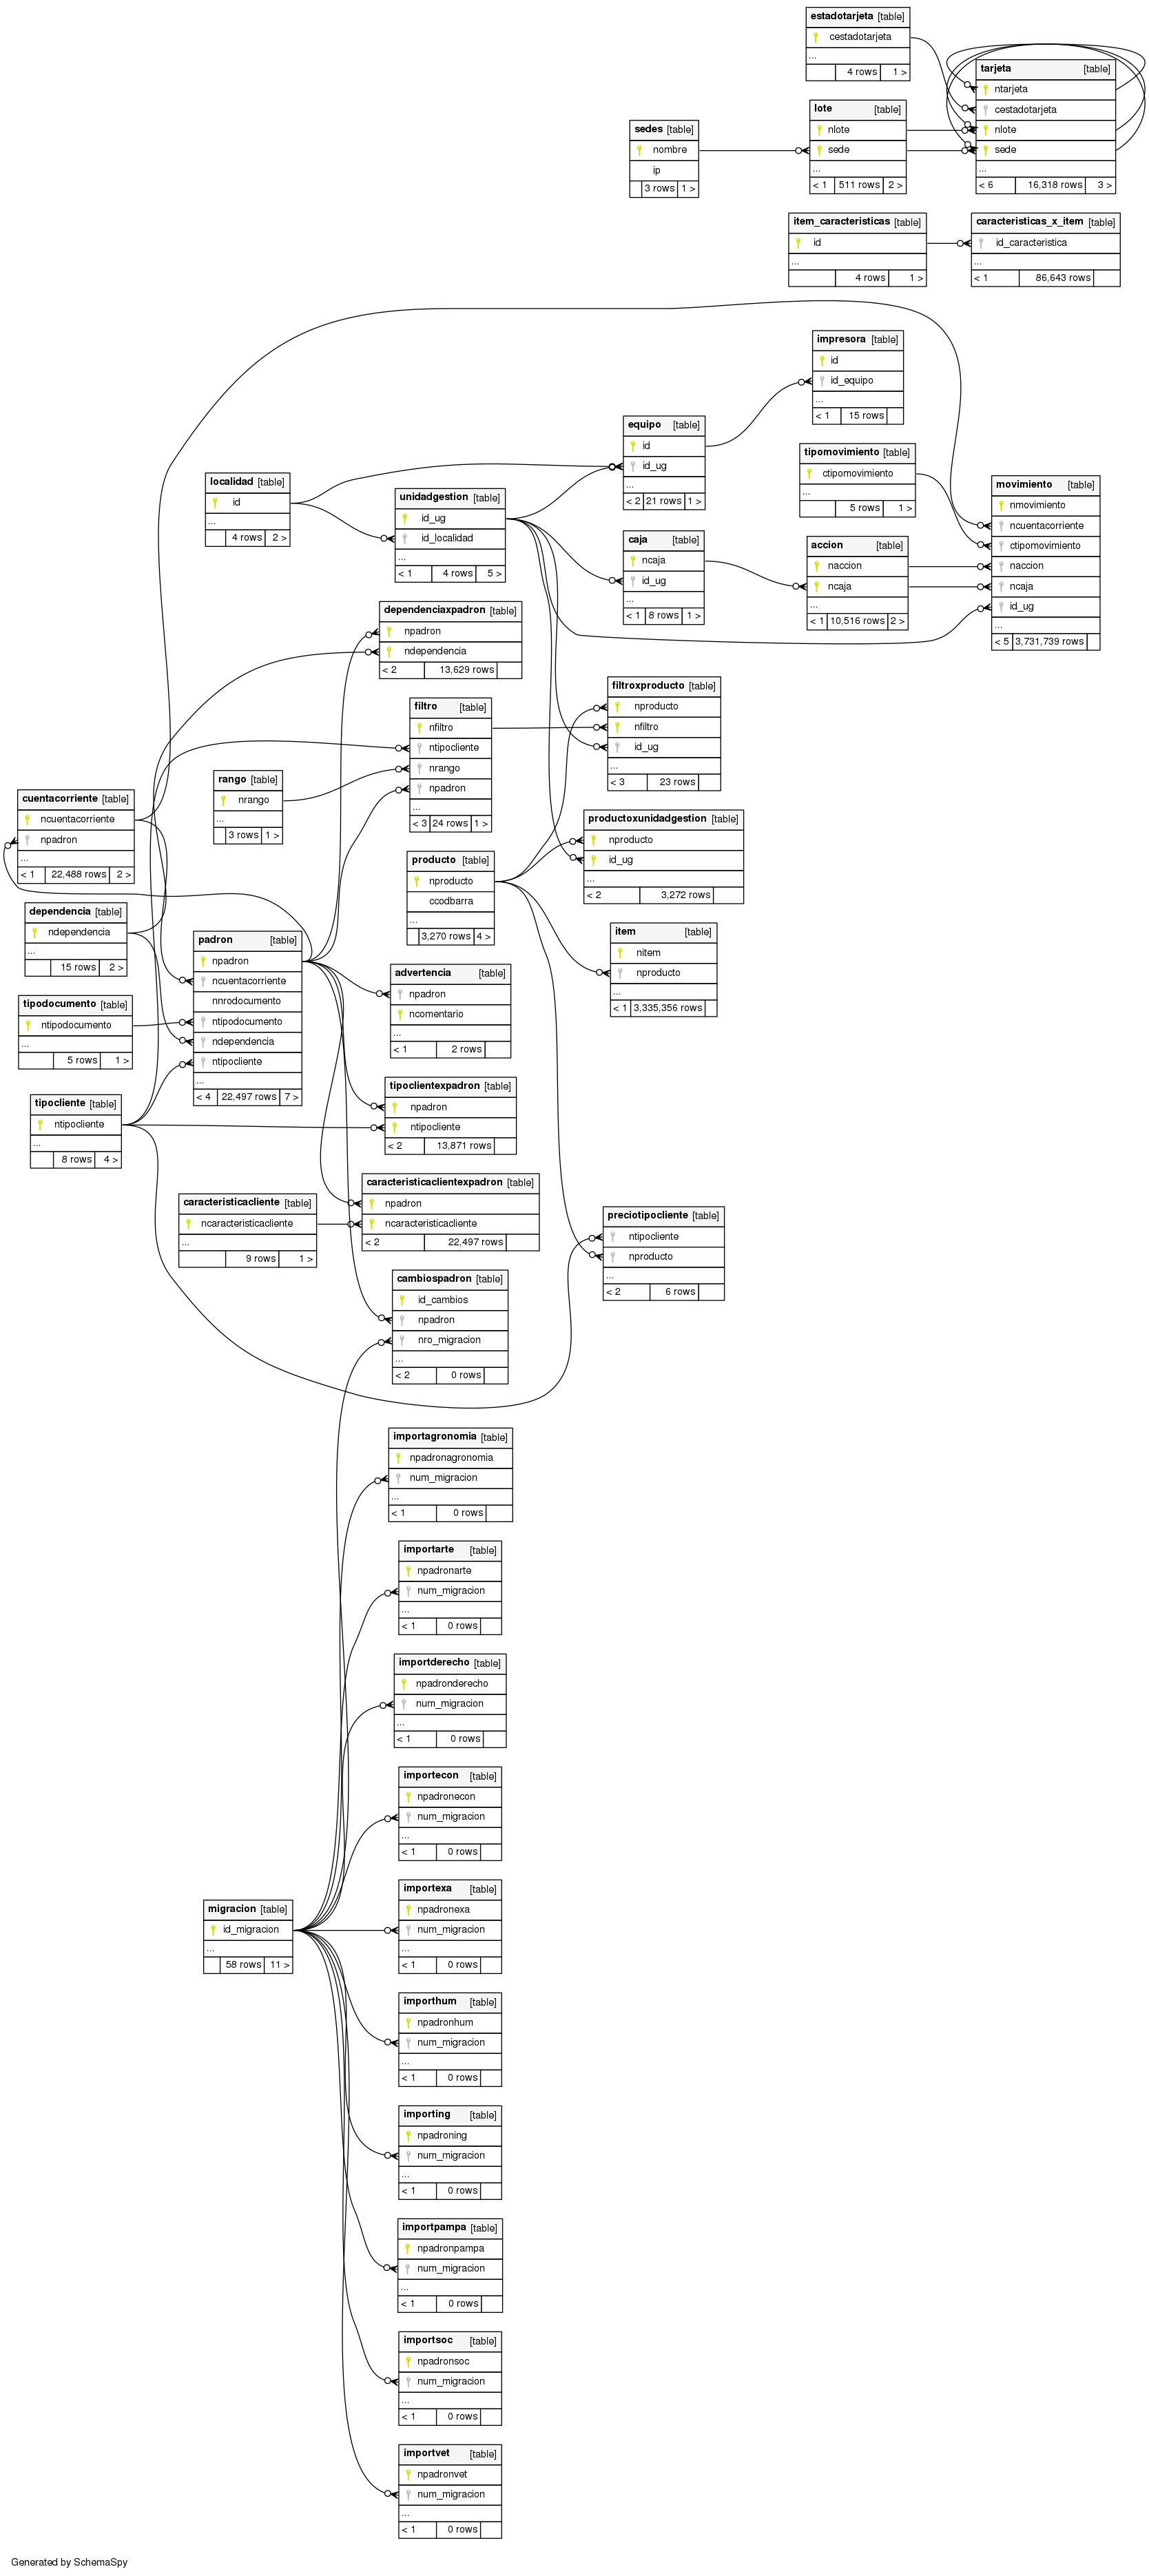 estadotarjeta [table]
cestadotarjeta
...
4 rows 1 >
tarjeta [table]
ntarjeta
cestadotarjeta
nlote
sede
...
< 6 16,318 rows 3 >
lote [table]
nlote
sede
...
< 1 511 rows 2 >
sedes [table]
nombre
ip
3 rows 1 >
item_caracteristicas [table]
id
...
4 rows 1 >
caracteristicas_x_item [table]
id_caracteristica
...
< 1 86,643 rows
impresora [table]
id
id_equipo
...
< 1 15 rows
equipo [table]
id
id_ug
...
< 2 21 rows 1 >
tipomovimiento [table]
ctipomovimiento
...
5 rows 1 >
movimiento [table]
nmovimiento
ncuentacorriente
ctipomovimiento
naccion
ncaja
id_ug
...
< 5 3,731,739 rows
localidad [table]
id
...
4 rows 2 >
unidadgestion [table]
id_ug
id_localidad
...
< 1 4 rows 5 >
caja [table]
ncaja
id_ug
...
< 1 8 rows 1 >
accion [table]
naccion
ncaja
...
< 1 10,516 rows 2 >
dependenciaxpadron [table]
npadron
ndependencia
< 2 13,629 rows
filtroxproducto [table]
nproducto
nfiltro
id_ug
...
< 3 23 rows
filtro [table]
nfiltro
ntipocliente
nrango
npadron
...
< 3 24 rows 1 >
rango [table]
nrango
...
3 rows 1 >
cuentacorriente [table]
ncuentacorriente
npadron
...
< 1 22,488 rows 2 >
productoxunidadgestion [table]
nproducto
id_ug
...
< 2 3,272 rows
producto [table]
nproducto
ccodbarra
...
3,270 rows 4 >
dependencia [table]
ndependencia
...
15 rows 2 >
item [table]
nitem
nproducto
...
< 1 3,335,356 rows
padron [table]
npadron
ncuentacorriente
nnrodocumento
ntipodocumento
ndependencia
ntipocliente
...
< 4 22,497 rows 7 >
advertencia [table]
npadron
ncomentario
...
< 1 2 rows
tipodocumento [table]
ntipodocumento
...
5 rows 1 >
tipoclientexpadron [table]
npadron
ntipocliente
< 2 13,871 rows
tipocliente [table]
ntipocliente
...
8 rows 4 >
caracteristicaclientexpadron [table]
npadron
ncaracteristicacliente
< 2 22,497 rows
caracteristicacliente [table]
ncaracteristicacliente
...
9 rows 1 >
preciotipocliente [table]
ntipocliente
nproducto
...
< 2 6 rows
cambiospadron [table]
id_cambios
npadron
nro_migracion
...
< 2 0 rows
importagronomia [table]
npadronagronomia
num_migracion
...
< 1 0 rows
importarte [table]
npadronarte
num_migracion
...
< 1 0 rows
importderecho [table]
npadronderecho
num_migracion
...
< 1 0 rows
importecon [table]
npadronecon
num_migracion
...
< 1 0 rows
importexa [table]
npadronexa
num_migracion
...
< 1 0 rows
migracion [table]
id_migracion
...
58 rows 11 >
importhum [table]
npadronhum
num_migracion
...
< 1 0 rows
importing [table]
npadroning
num_migracion
...
< 1 0 rows
importpampa [table]
npadronpampa
num_migracion
...
< 1 0 rows
importsoc [table]
npadronsoc
num_migracion
...
< 1 0 rows
importvet [table]
npadronvet
num_migracion
...
< 1 0 rows
Generated by SchemaSpy